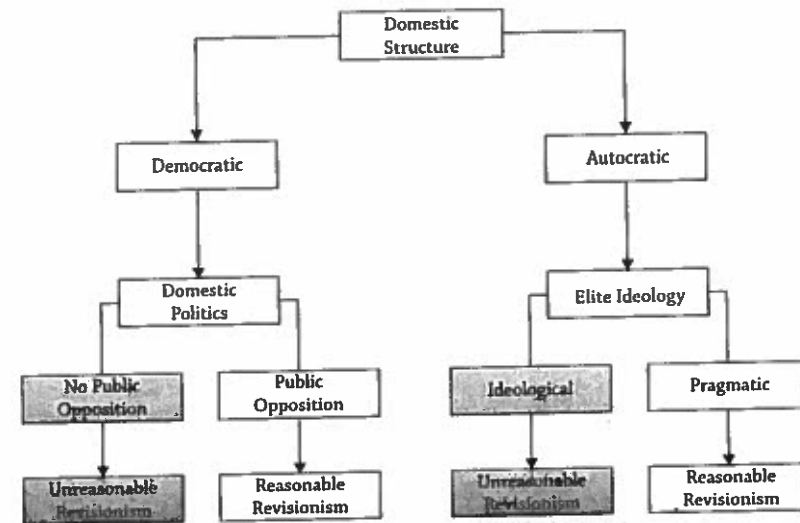 Domestic
Structure
Democratic
Autocratic
Domestic
Politics
Elite Ideology
No Public
Opposition
Public
Opposition
Ideological
Pragmatic
Unreasonable
Revisionism
Reasonable
Revisionism
Unreasonable
Revisionism
Reasonable
Revisionism